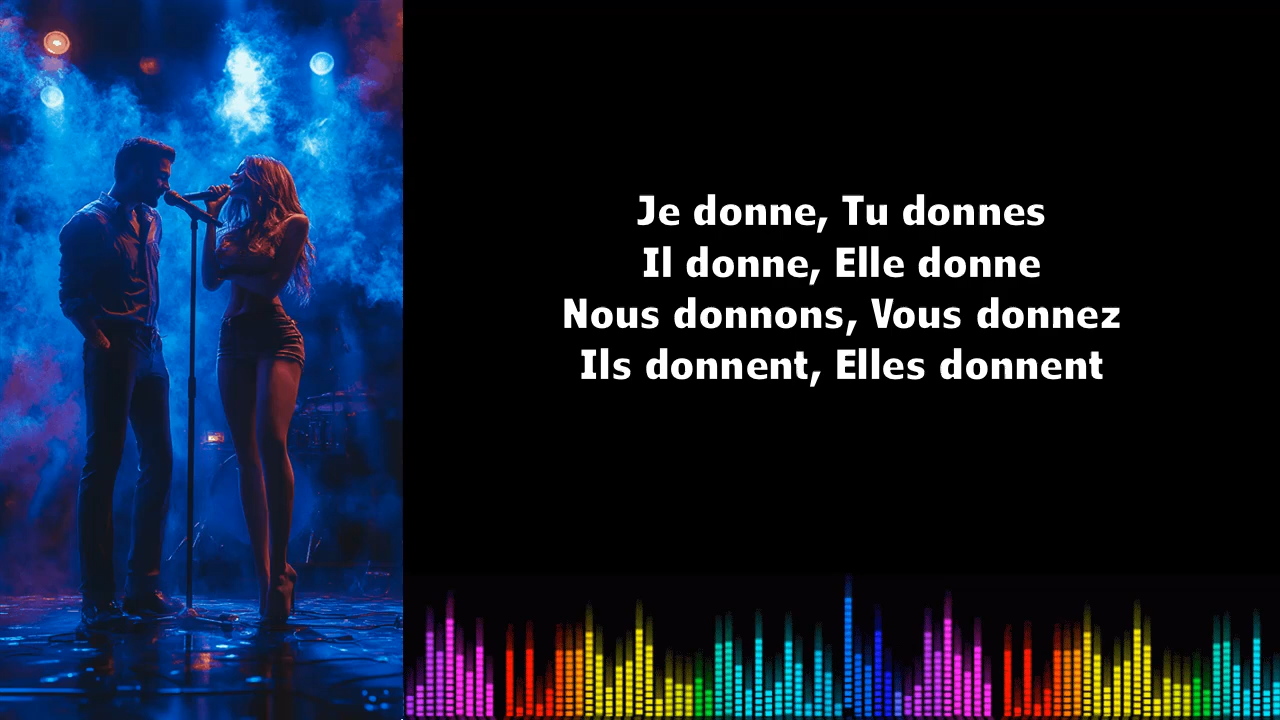 Je donne, Tu donnes
Il donne, Elle donne
Nous donnons, Vous donnez
Ils donnent, Elles donnent